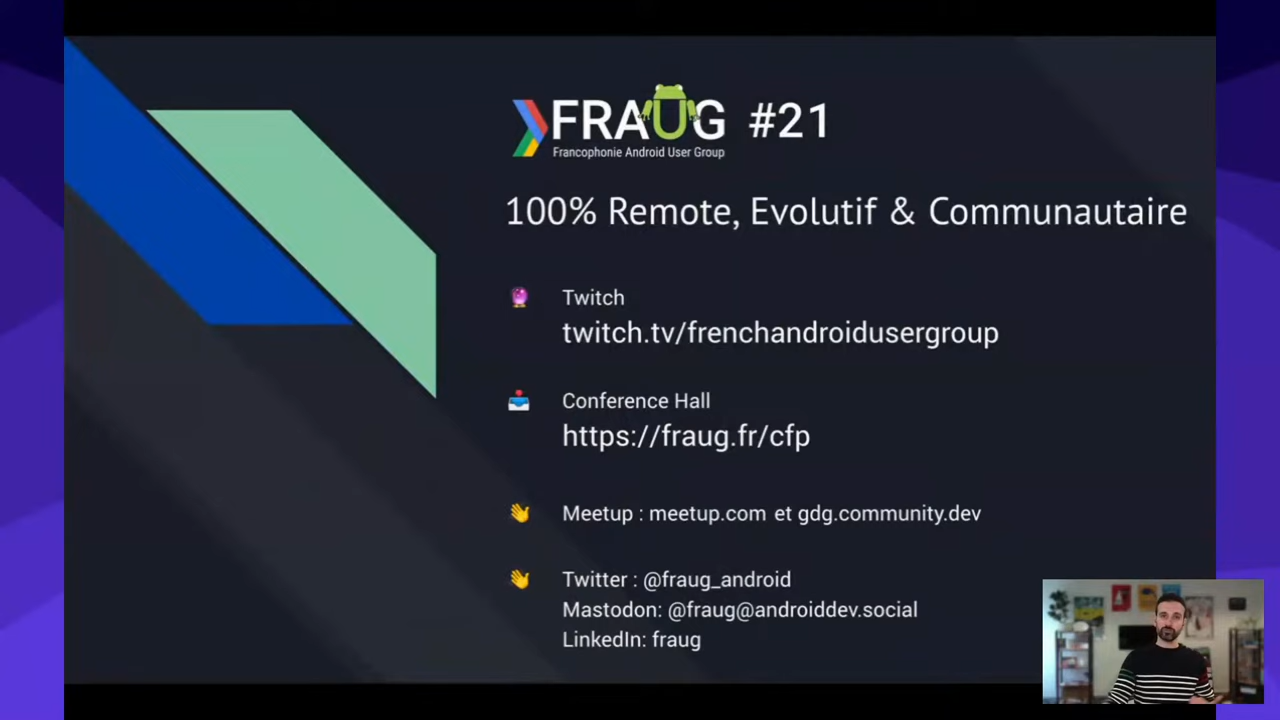 FRAUG #21
Francophonie Android User Group
100% Remote, Evolutif & Communautaire
Twitch
twitch.tv/frenchandroidusergroup
Conference Hall
https://fraug.fr/cfp
Meetup : meetup.com et gdg.community.dev
Twitter : @fraug_android
Mastodon: @fraug@androiddev.social
LinkedIn: fraug